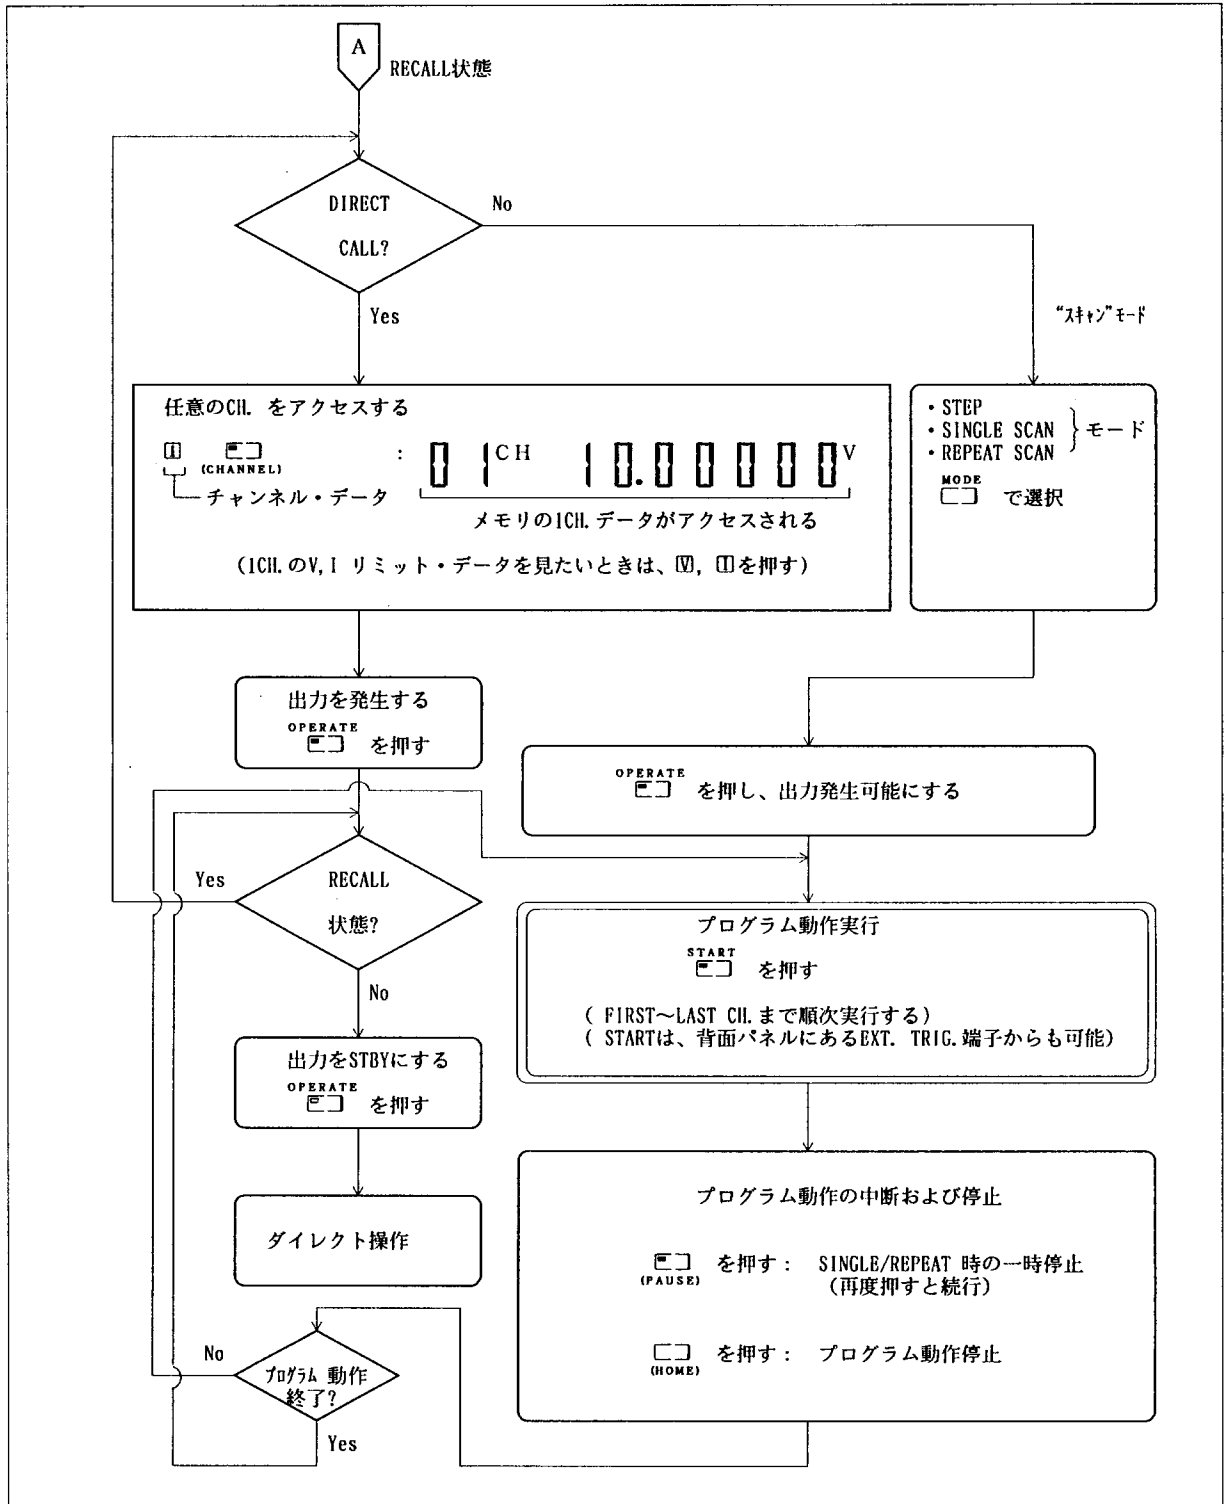 A
RECALL状態
DIRECT
CALL?
No
Yes
“スキャン”モード
任意のCH. をアクセスする
1 (CHANNEL) : 01CH 10.00000V
チャンネル・データ
メモリの1CH.データがアクセスされる
(1CH.のV,I リミット・データを見たいときは、V, Iを押す)
・STEP
・SINGLE SCAN
・REPEAT SCAN
モード
MODE
で選択
出力を発生する
OPERATE
を押す
OPERATE
を押し、出力発生可能にする
RECALL
状態?
Yes
No
プログラム動作実行
START
を押す
( FIRST～LAST CH.まで順次実行する)
( STARTは、背面パネルにあるEXT. TRIG.端子からも可能)
出力をSTBYにする
OPERATE
を押す
ダイレクト操作
プログラム動作の中断および停止
(PAUSE) を押す: SINGLE/REPEAT 時の一時停止
(再度押すと続行)
(HOME) を押す: プログラム動作停止
No
プログラム 動作
終了?
Yes